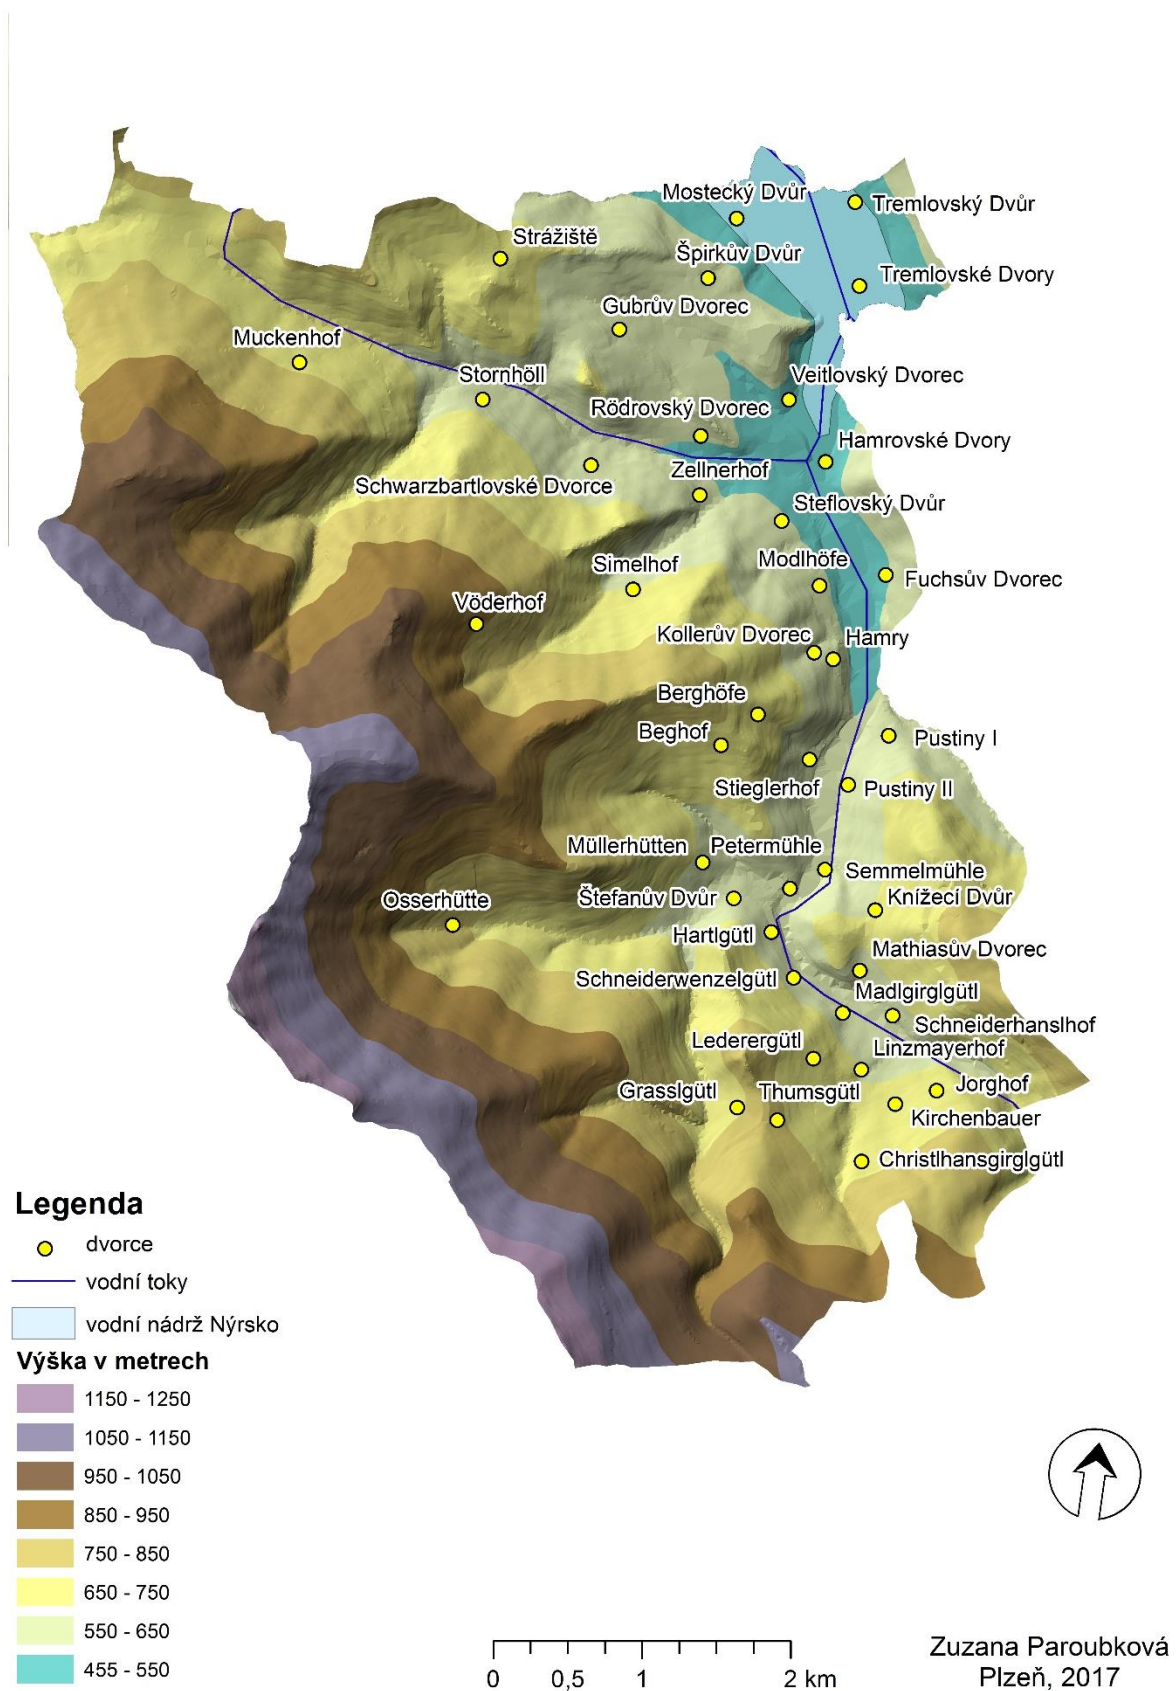 Mostecký Dvůr
Tremlovský Dvůr
Strážiště
Špirkův Dvůr
Tremlovské Dvory
Gubrův Dvorec
Muckenhof
Stornhöll
Veitlovský Dvorec
Rödrovský Dvorec
Hamrovské Dvory
Zellnerhof
Schwarzbartlovské Dvorce
Steflovský Dvůr
Simelhof
Modlhöfe
Fuchsův Dvorec
Vöderhof
Kollerův Dvorec
Hamry
Berghöfe
Beghof
Pustiny I
Stieglerhof
Pustiny II
Müllerhütten
Petermühle
Semmelmühle
Štefanův Dvůr
Knížecí Dvůr
Osserhütte
Hartlgütl
Mathiasův Dvorec
Schneiderwenzelgütl
Madlgirglgütl
Schneiderhanslhof
Lederergütl
Linzmayerhof
Grasslgütl
Thumsgütl
Jorghof
Kirchenbauer
Christlhansgirglgütl
Legenda
dvorce
vodní toky
vodní nádrž Nýrsko
Výška v metrech
1150 - 1250
1050 - 1150
950 - 1050
850 - 950
750 - 850
650 - 750
550 - 650
455 - 550
0 0,5 1 2 km
Zuzana Paroubková
Plzeň, 2017